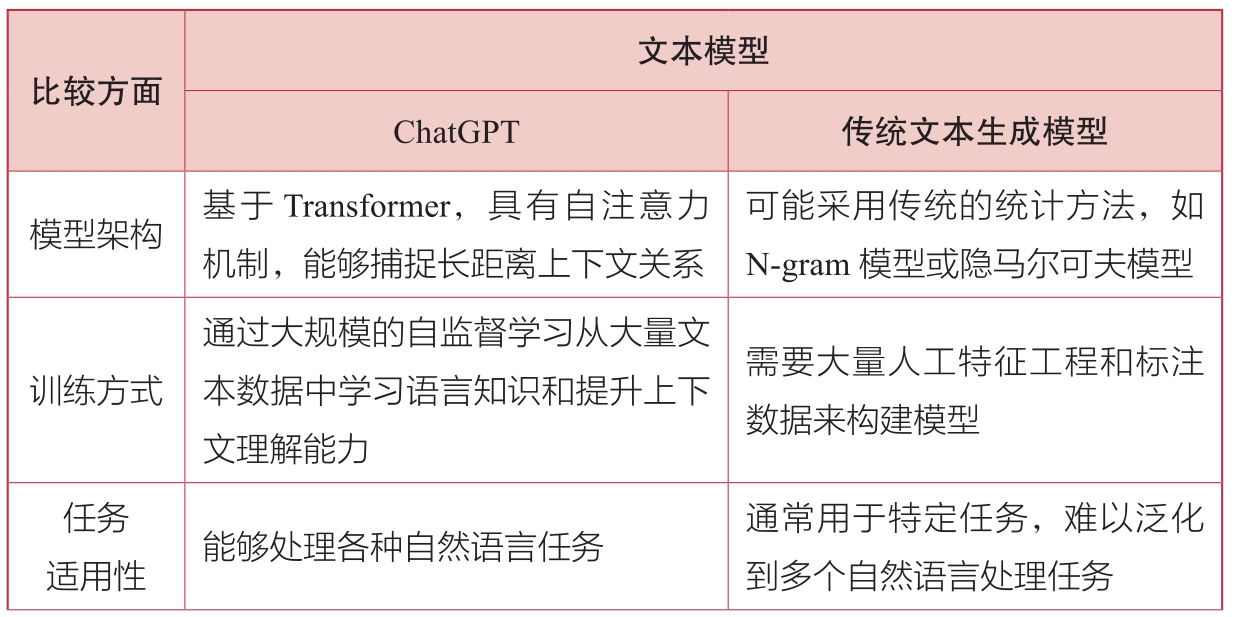 比较方面
文本模型
ChatGPT
传统文本生成模型
模型架构
基于 Transformer，具有自注意力
机制，能够捕捉长距离上下文关系
可能采用传统的统计方法，如
N-gram 模型或隐马尔可夫模型
训练方式
通过大规模的自监督学习从大量文
本数据中学习语言知识和提升上下
文理解能力
需要大量人工特征工程和标注
数据来构建模型
任务
适用性
能够处理各种自然语言任务
通常用于特定任务，难以泛化
到多个自然语言处理任务